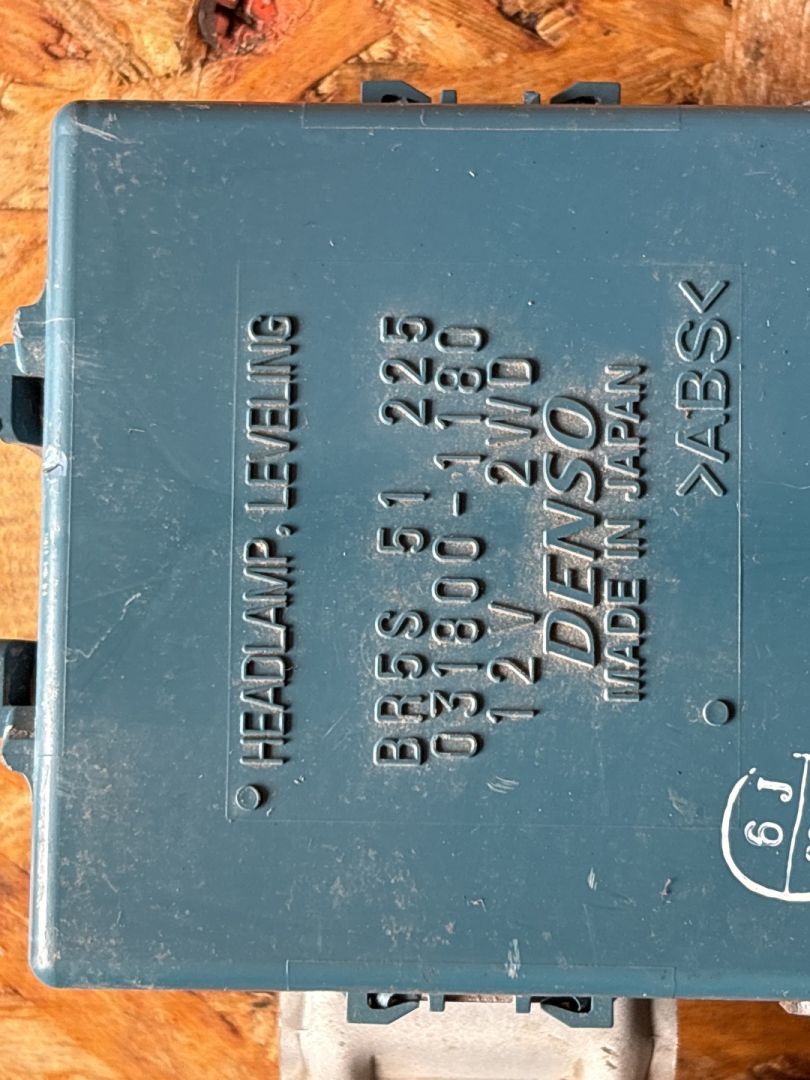 HEADLAMP, LEVELING
BR5S 51 225
031800-1180
12V 2WD
DENSO
MADE IN JAPAN
>ABS<
6J